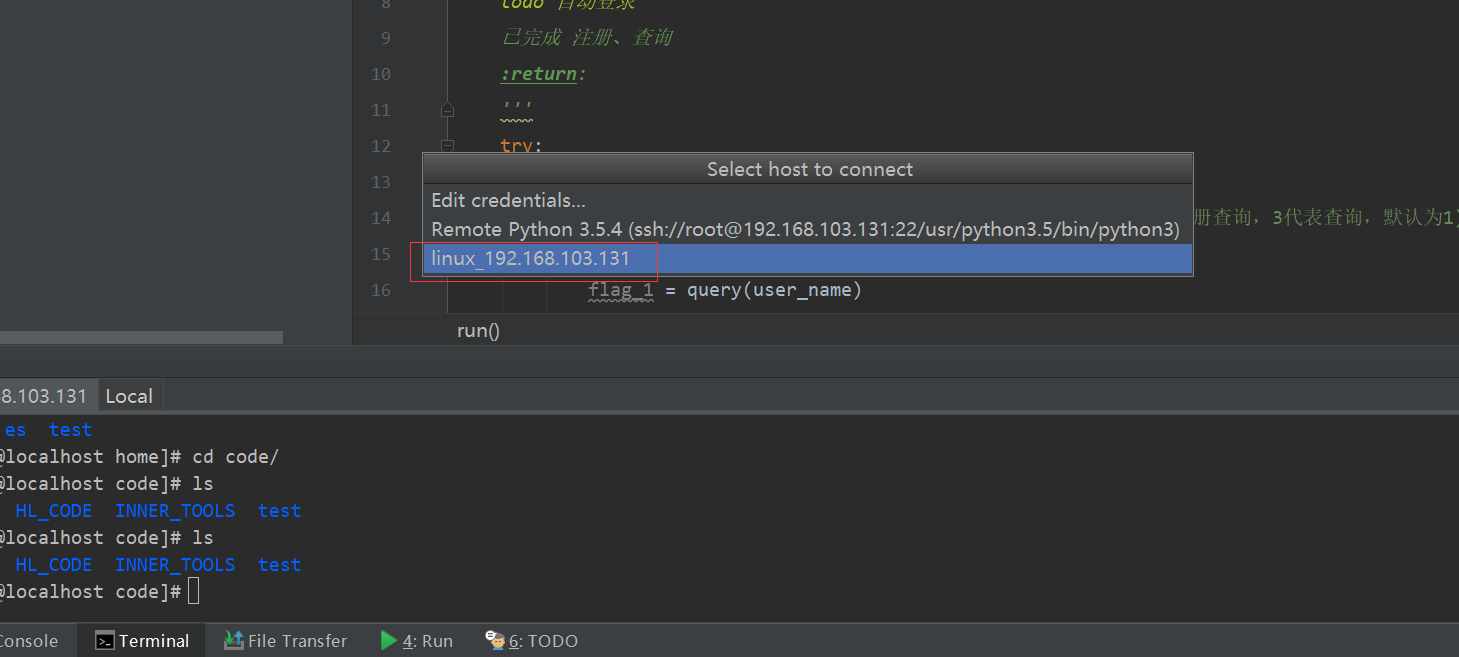 8 todo 自动登录
9 已完成 注册、查询
10 :return:
11 '''
12 try:
13
Select host to connect
Edit credentials...
14 册查询，3代表查询，默认为1)
Remote Python 3.5.4 (ssh://root@192.168.103.131:22/usr/python3.5/bin/python3)
15
linux_192.168.103.131
16 flag_1 = query(user_name)
run()
8.103.131 Local
es test
@localhost home]# cd code/
@localhost code]# ls
HL_CODE INNER_TOOLS test
@localhost code]# ls
HL_CODE INNER_TOOLS test
@localhost code]#
Console Terminal File Transfer 4: Run 6: TODO